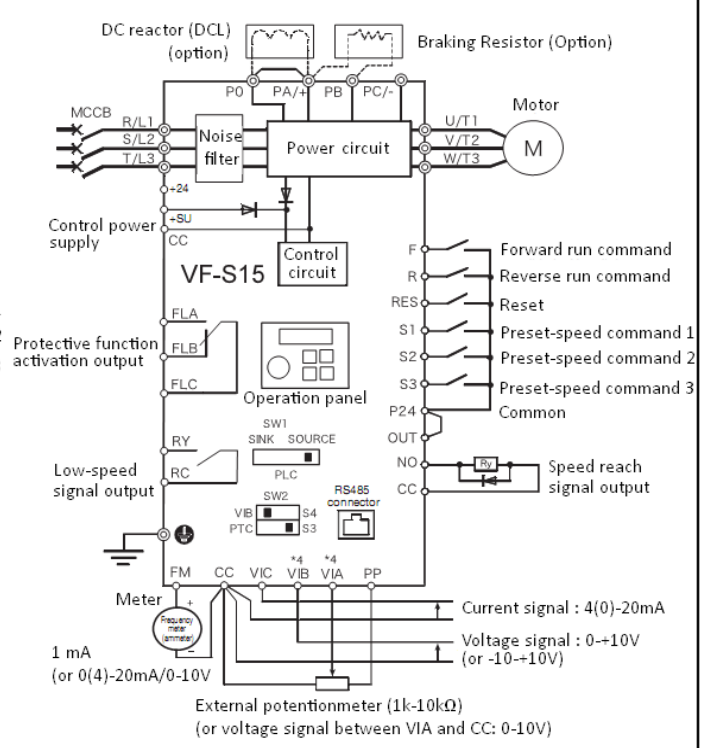 DC reactor (DCL)
(option)
Braking Resistor (Option)
P0 PA/+ PB PC/-
MCCB
R/L1
S/L2
T/L3
Noise
filter
Power circuit
U/T1
V/T2
W/T3
Motor
M
+24
+SU
CC
Control power
supply
Control
circuit
VF-S15
F Forward run command
R Reverse run command
RES Reset
S1 Preset-speed command 1
S2 Preset-speed command 2
S3 Preset-speed command 3
P24 Common
OUT
FLA
FLB
FLC
Protective function
activation output
Operation panel
SW1
SINK SOURCE
PLC
RY
RC
Low-speed
signal output
NO
CC
Ry
Speed reach
signal output
SW2
VIB S4
PTC S3
RS485
connector
*4 *4
FM CC VIC VIB VIA PP
Meter
+
Frequency
meter
(ammeter)
−
1 mA
(or 0(4)-20mA/0-10V
Current signal : 4(0)-20mA
Voltage signal : 0-+10V
(or -10-+10V)
External potentionmeter (1k-10kΩ)
(or voltage signal between VIA and CC: 0-10V)